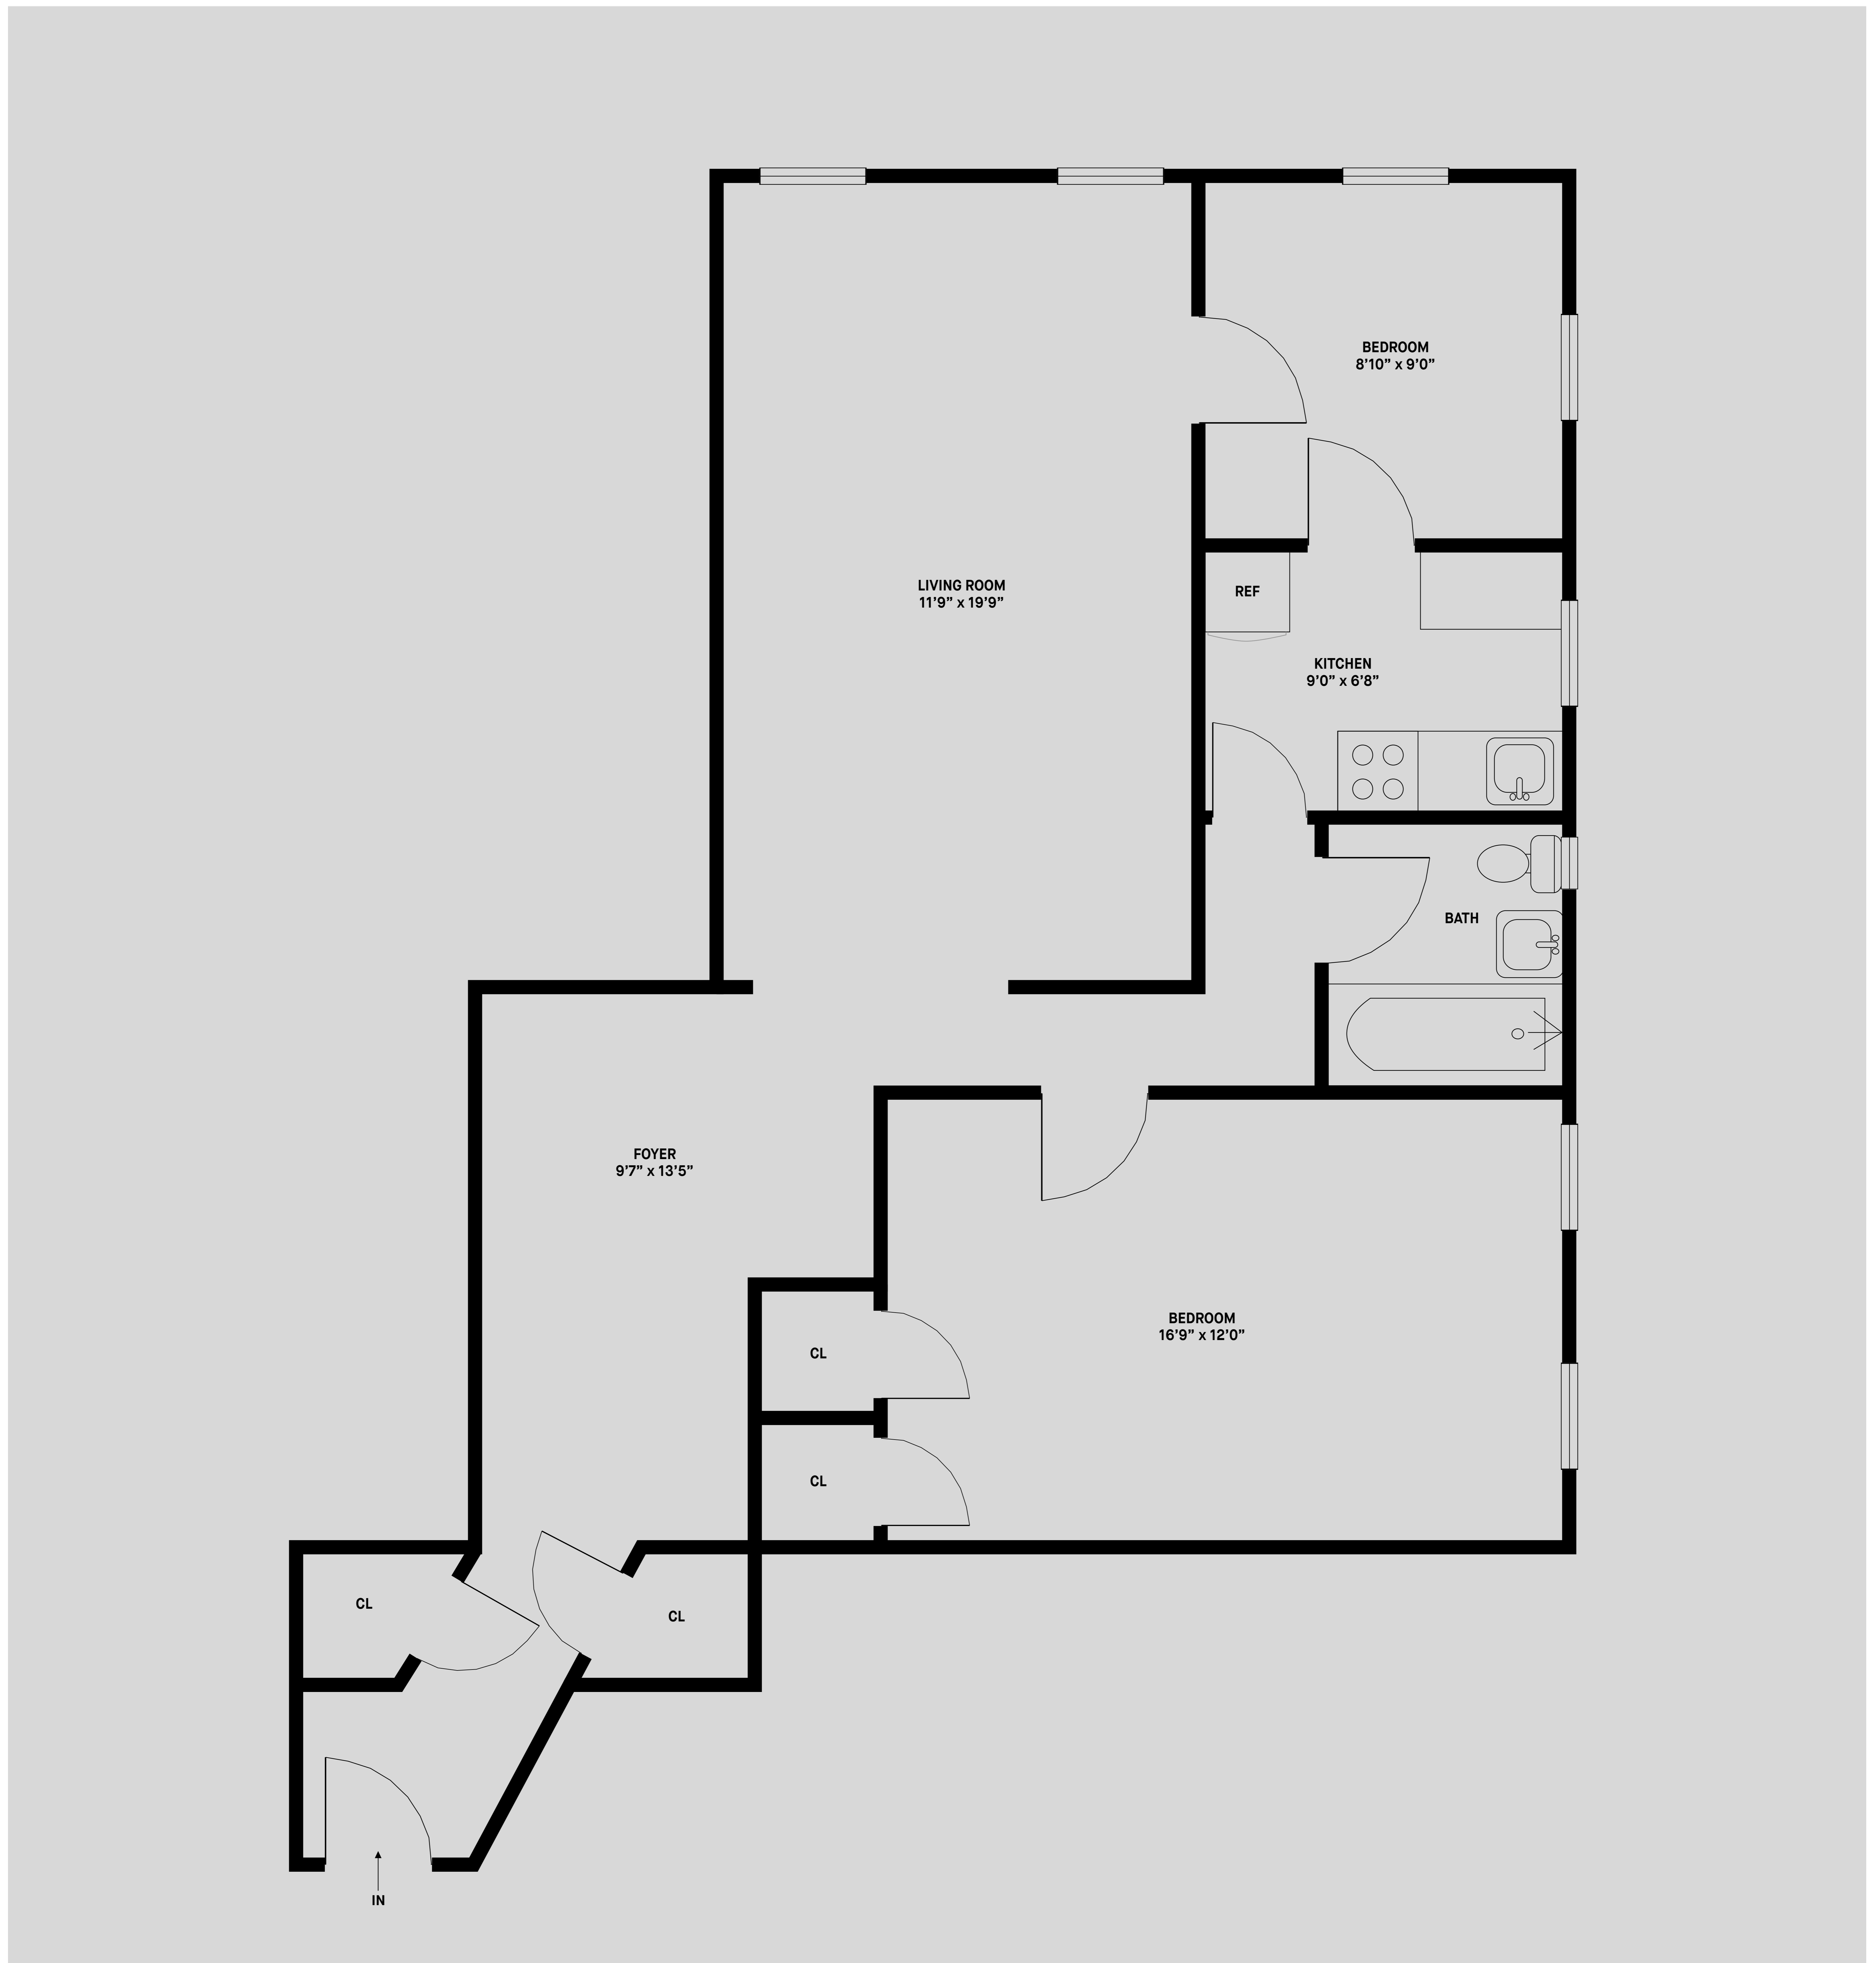 BEDROOM
8’10” x 9’0”
LIVING ROOM
11’9” x 19’9”
REF
KITCHEN
9’0” x 6’8”
BATH
FOYER
9’7” x 13’5”
BEDROOM
16’9” x 12’0”
CL
CL
CL
CL
IN